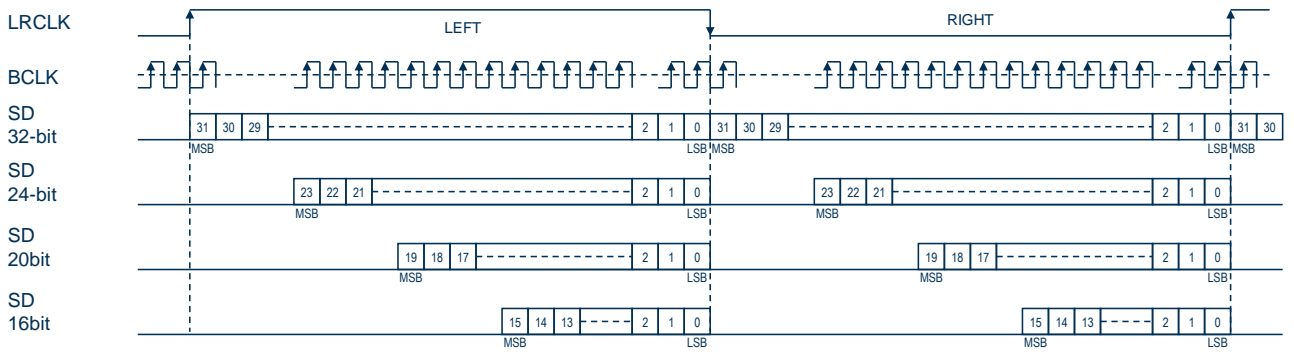 LRCLK LEFT RIGHT
BCLK
SD
32-bit
31 30 29 2 1 0 31 30 29 2 1 0 31 30
MSB LSB MSB LSB MSB
SD
24-bit
23 22 21 2 1 0 23 22 21 2 1 0
MSB LSB MSB LSB
SD
20bit
19 18 17 2 1 0 19 18 17 2 1 0
MSB LSB MSB LSB
SD
16bit
15 14 13 2 1 0 15 14 13 2 1 0
MSB LSB MSB LSB